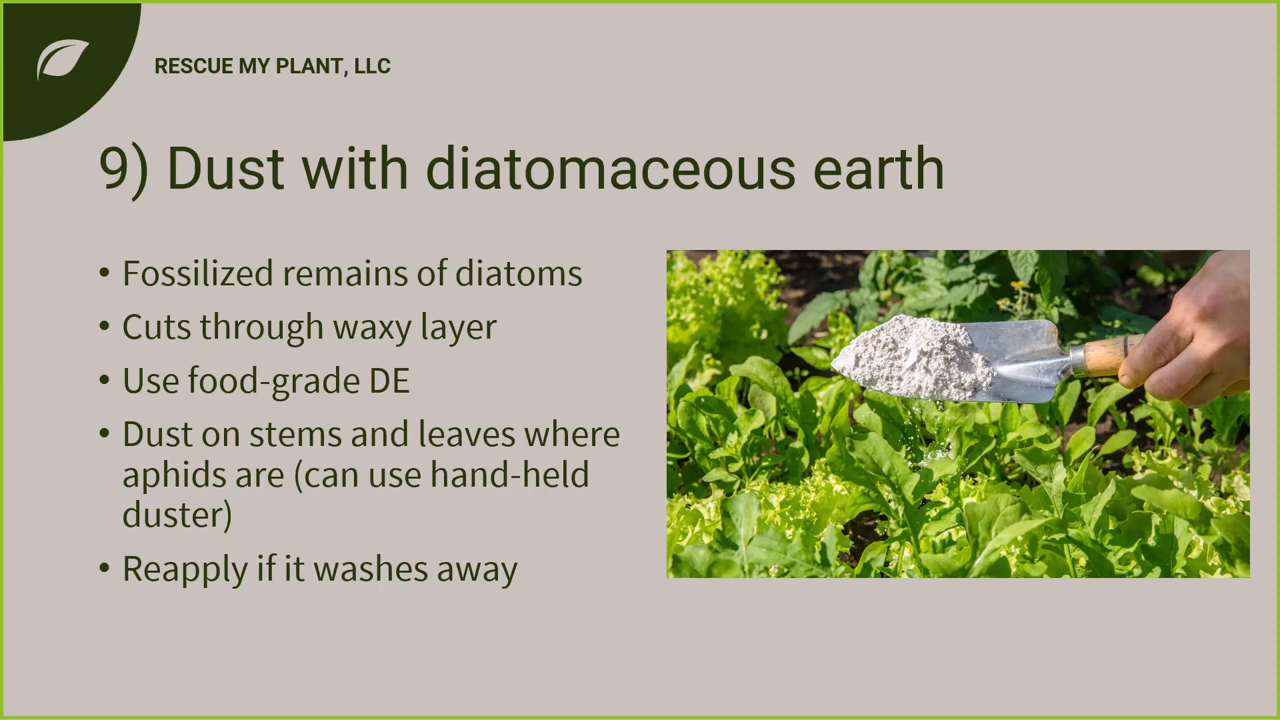 RESCUE MY PLANT, LLC
9) Dust with diatomaceous earth
• Fossilized remains of diatoms
• Cuts through waxy layer
• Use food-grade DE
• Dust on stems and leaves where
aphids are (can use hand-held
duster)
• Reapply if it washes away